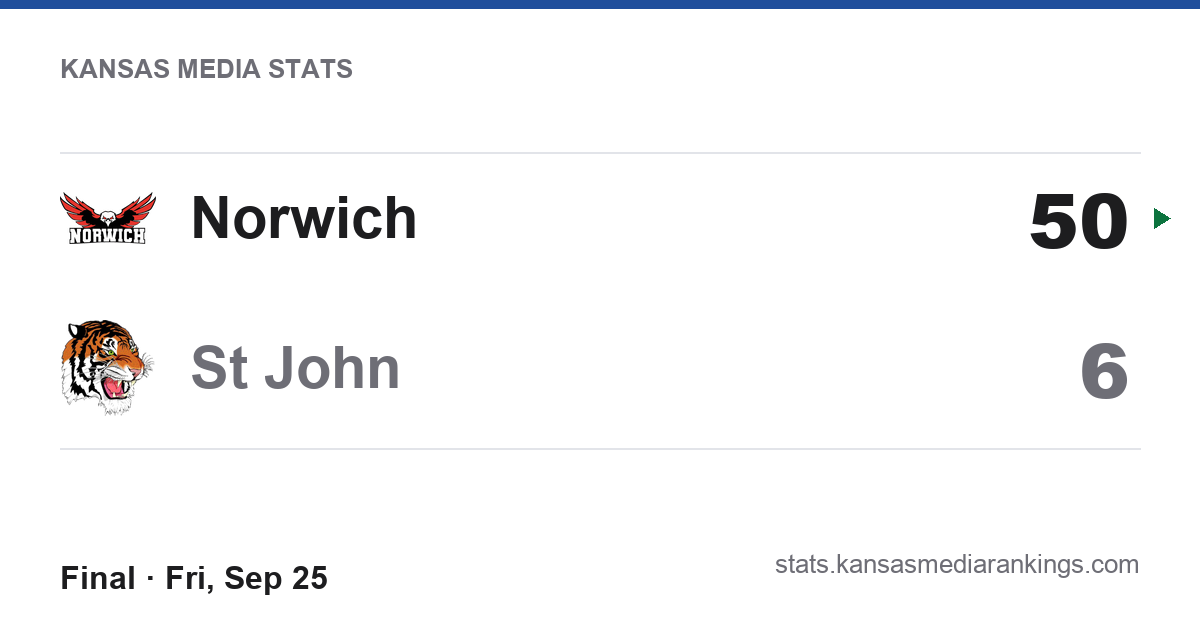 KANSAS MEDIA STATS
NORWICH
Norwich
50
St John
6
Final · Fri, Sep 25
stats.kansasmediarankings.com